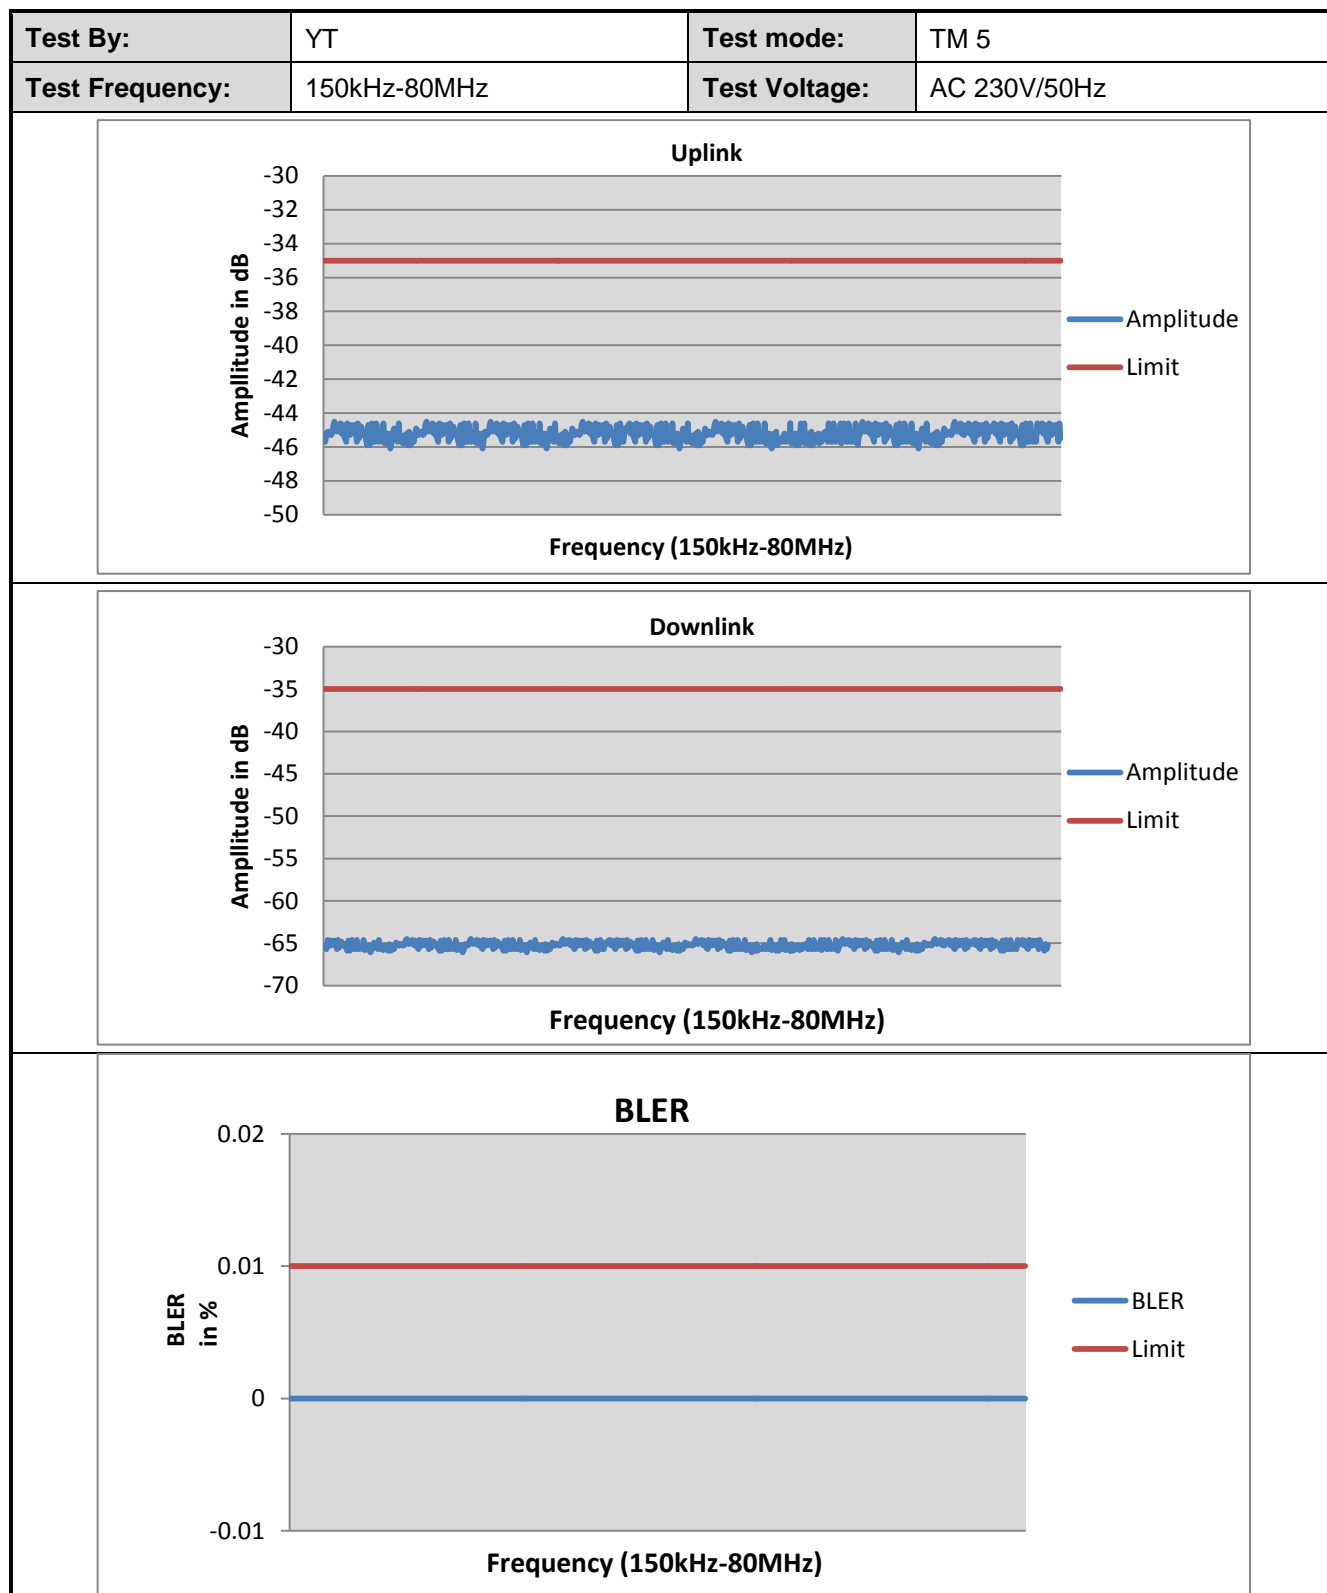 Test By: YT Test mode: TM 5
Test Frequency: 150kHz-80MHz Test Voltage: AC 230V/50Hz
Uplink
-30
-32
-34
-36
-38
-40
-42
-44
-46
-48
-50
Ampllitude in dB
Amplitude
Limit
Frequency (150kHz-80MHz)
Downlink
-30
-35
-40
-45
-50
-55
-60
-65
-70
Ampllitude in dB
Amplitude
Limit
Frequency (150kHz-80MHz)
BLER
0.02
0.01
0
-0.01
BLER
in %
BLER
Limit
Frequency (150kHz-80MHz)